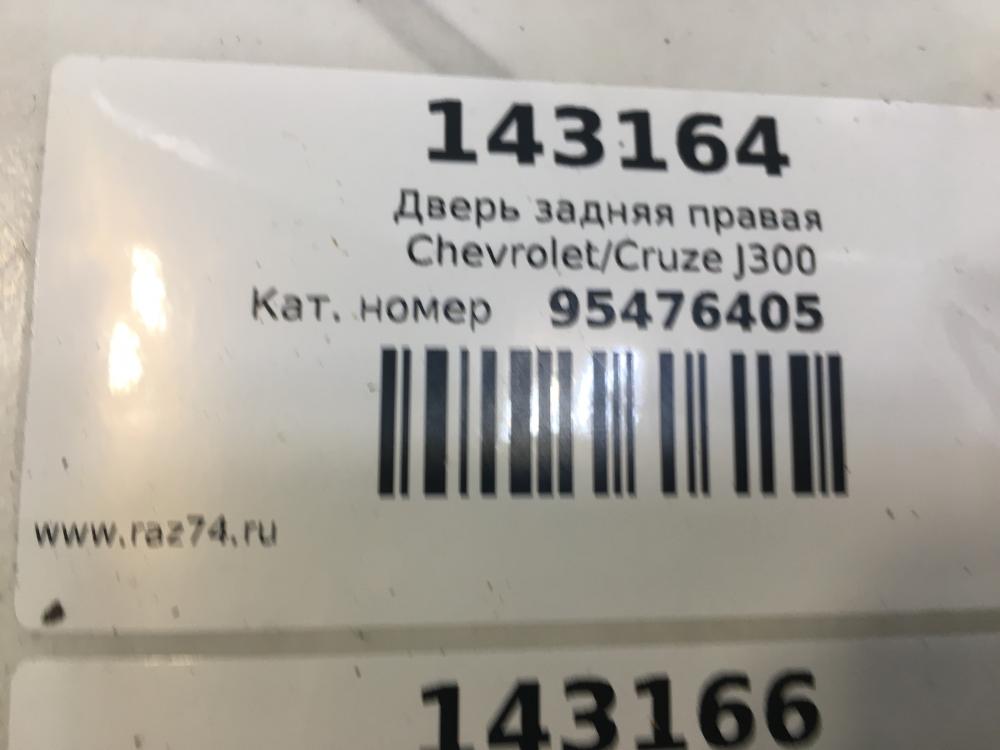 143164
Дверь задняя правая
Chevrolet/Cruze J300
Кат. номер 95476405
www.raz74.ru
143166